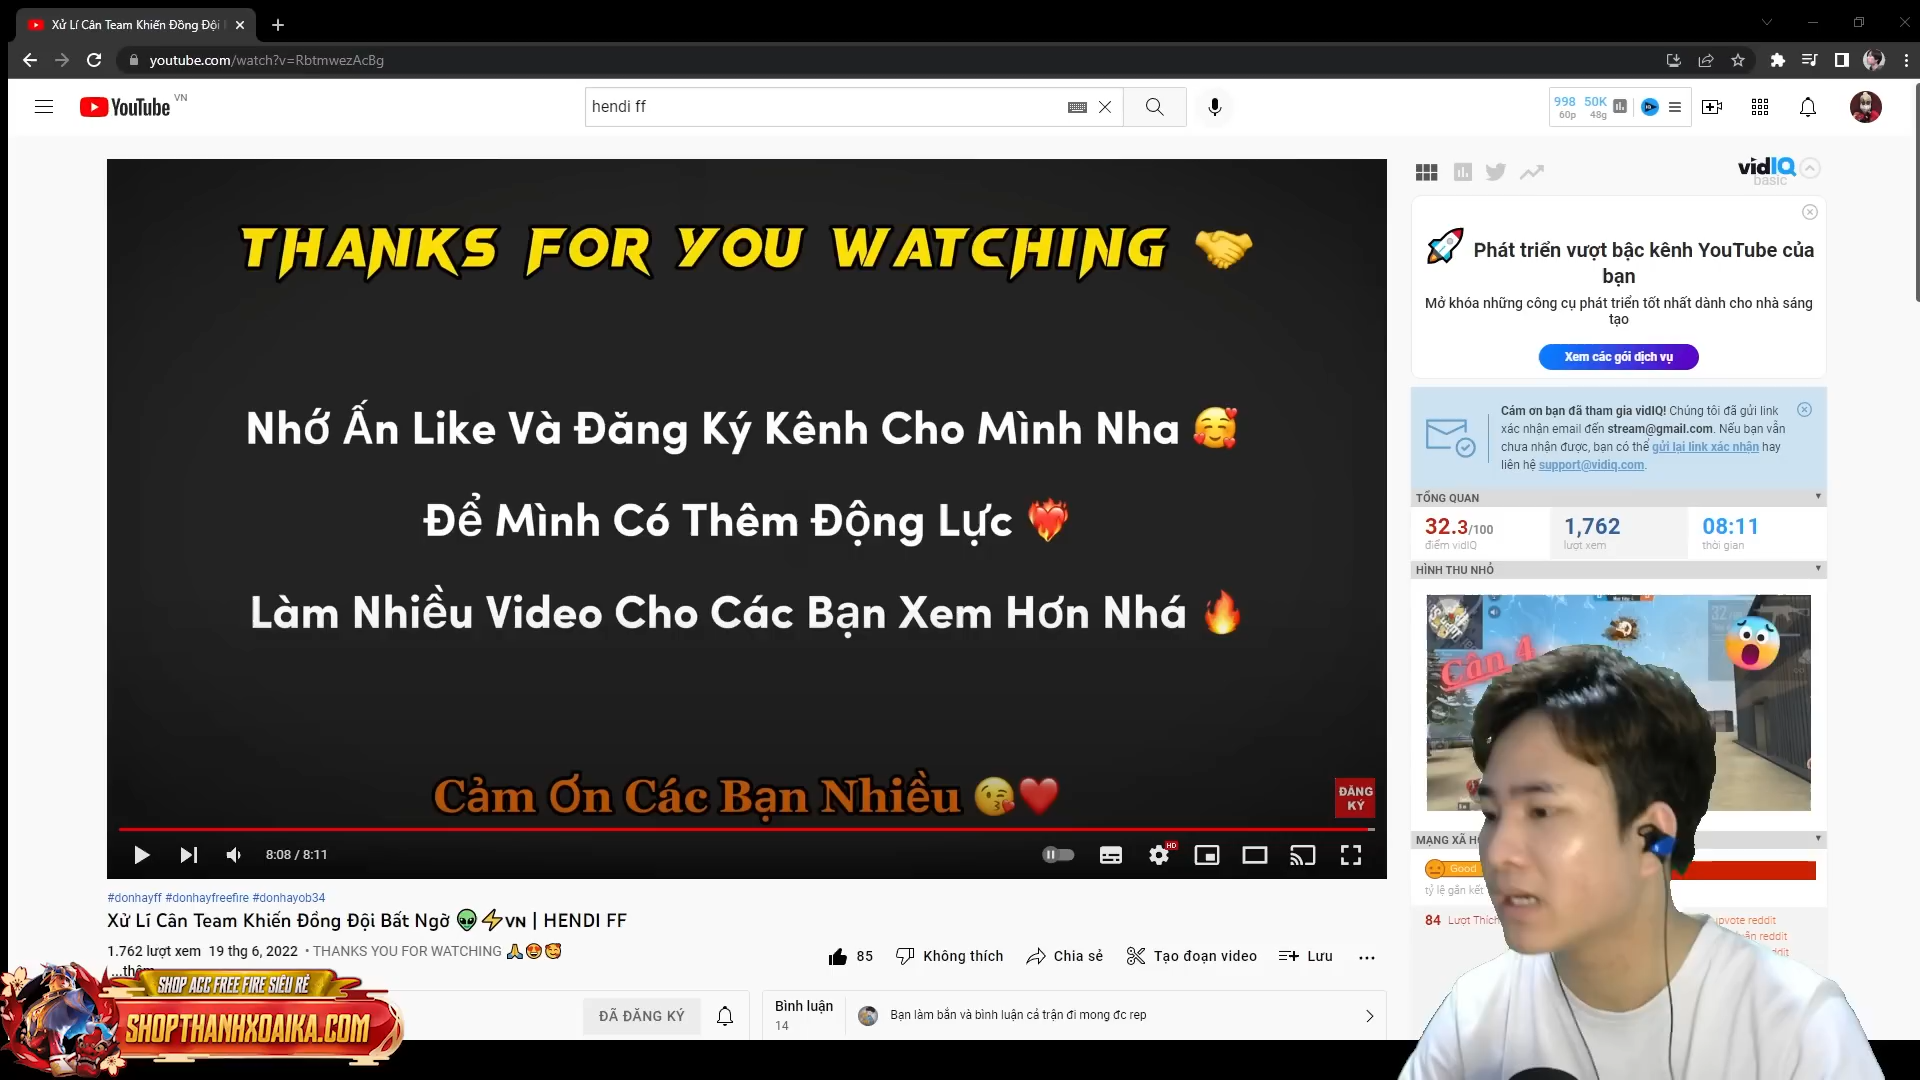 Xử Lí Cân Team Khiến Đồng Đội
youtube.com/watch?v=RbtmwezAcBg
YouTube VN
hendi ff
998 50K
60p 48g
THANKS FOR YOU WATCHING 🤝
Nhớ Ấn Like Và Đăng Ký Kênh Cho Mình Nha 🥰
Để Mình Có Thêm Động Lực ❤️‍🔥
Làm Nhiều Video Cho Các Bạn Xem Hơn Nhá 🔥
Cảm Ơn Các Bạn Nhiều 😘❤️
ĐĂNG
KÝ
8:08 / 8:11
HD
#donhayff #donhayfreefire #donhayob34
Xử Lí Cân Team Khiến Đồng Đội Bất Ngờ 👽⚡VN | HENDI FF
1.762 lượt xem 19 thg 6, 2022 • THANKS YOU FOR WATCHING 🙏😍🥰
...thêm
85 Không thích Chia sẻ Tạo đoạn video Lưu
ĐÃ ĐĂNG KÝ
Bình luận
14
Bạn làm bắn và bình luận cả trận đi mong đc rep
SHOP ACC FREE FIRE SIÊU RẺ
SHOPTHANHXOAIKA.COM
vidIQ
basic
Phát triển vượt bậc kênh YouTube của
bạn
Mở khóa những công cụ phát triển tốt nhất dành cho nhà sáng
tạo
Xem các gói dịch vụ
Cám ơn bạn đã tham gia vidIQ! Chúng tôi đã gửi link
xác nhận email đến stream@gmail.com. Nếu bạn vẫn
chưa nhận được, bạn có thể gửi lại link xác nhận hay
liên hệ support@vidiq.com.
TỔNG QUAN
32.3/100 1,762 08:11
điểm vidIQ lượt xem thời gian
HÌNH THU NHỎ
Cân 4
MẠNG XÃ
Good
tỷ lệ gắn kết
84 Lượt Thích
upvote reddit
reddit